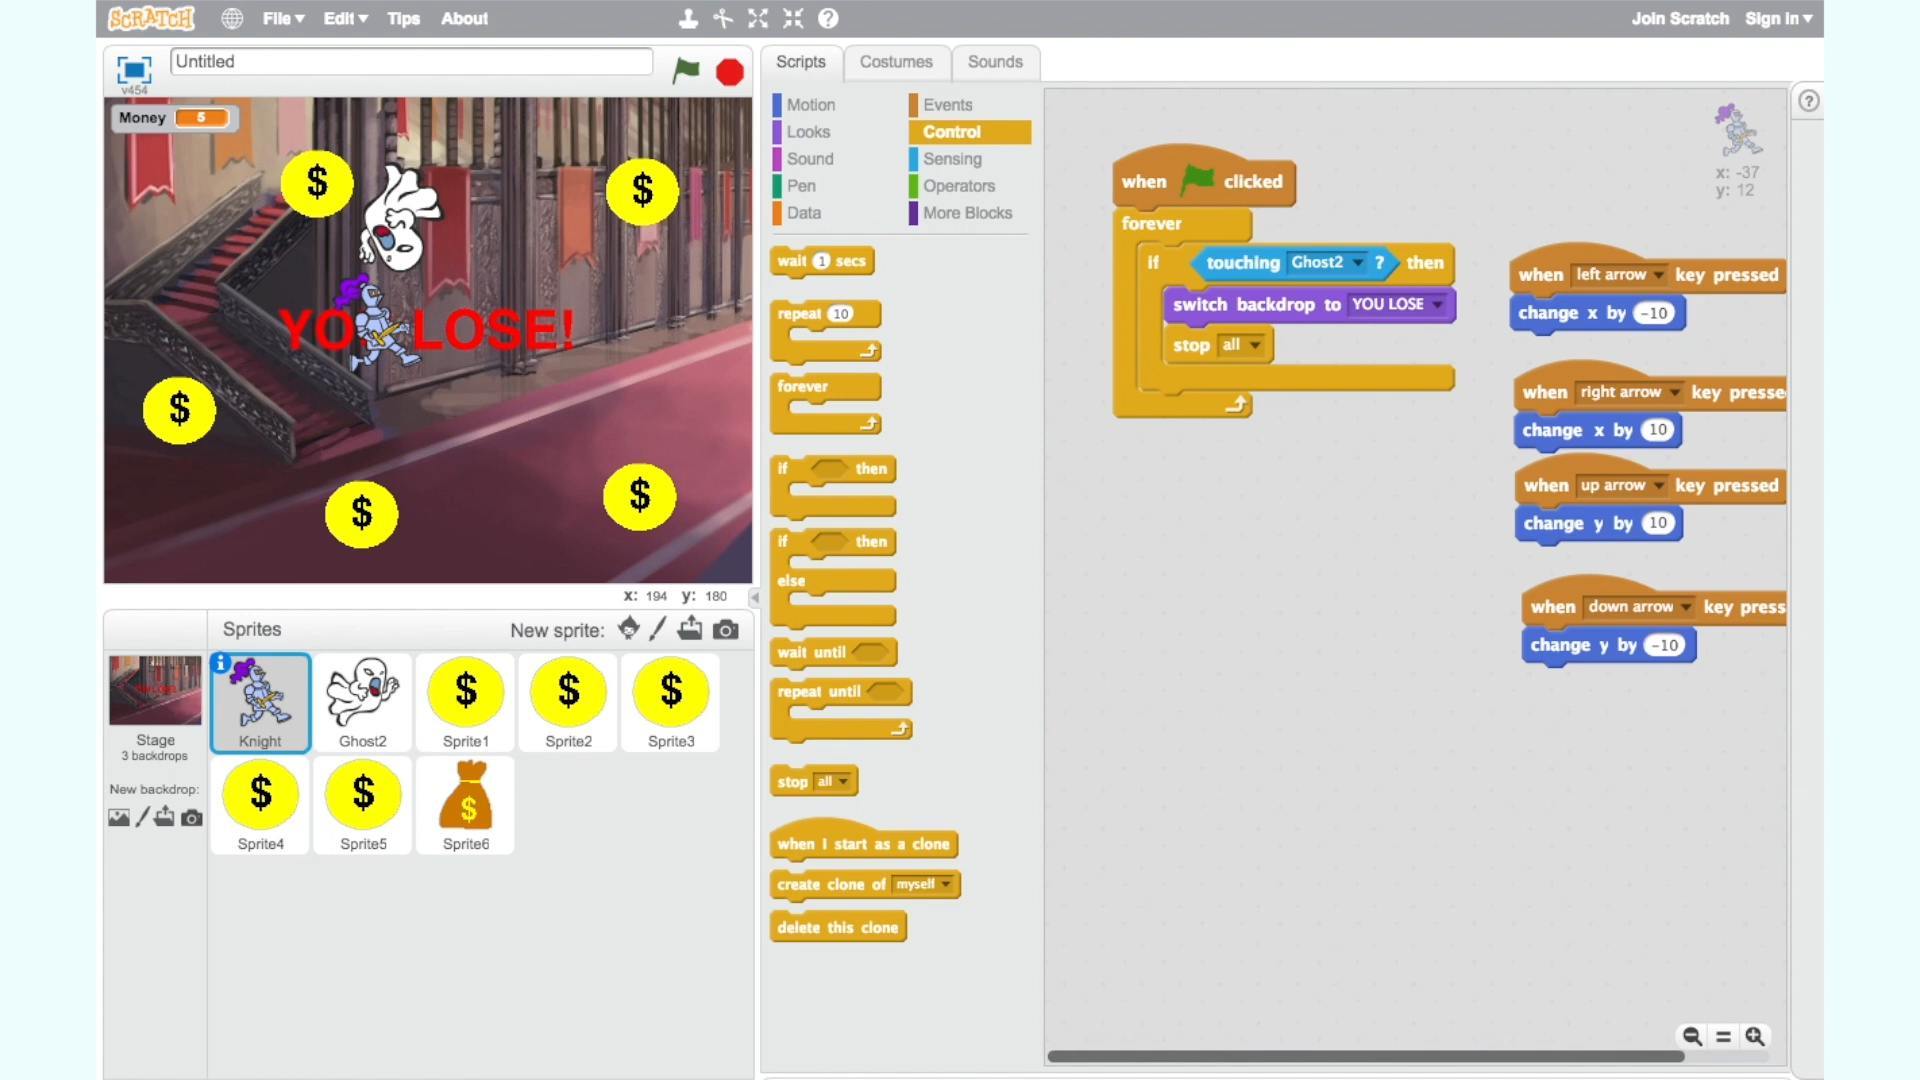 SCRATCH File Edit Tips About Join Scratch Sign in
Untitled
v454
Money 5
$ $
YO LOSE!
$
$ $
x: 194 y: 180
Sprites New sprite:
Stage
3 backdrops
New backdrop:
Knight Ghost2 Sprite1 Sprite2 Sprite3
$ $ $
Sprite4 Sprite5 Sprite6
$ $ $
Scripts Costumes Sounds
Motion Events
Looks Control
Sound Sensing
Pen Operators
Data More Blocks
wait 1 secs
repeat 10
forever
if then
if then
else
wait until
repeat until
stop all
when I start as a clone
create clone of myself
delete this clone
when clicked
forever
if touching Ghost2 ? then
switch backdrop to YOU LOSE
stop all
when left arrow key pressed
change x by -10
when right arrow key presse
change x by 10
when up arrow key pressed
change y by 10
when down arrow key press
change y by -10
x: -37
y: 12
?